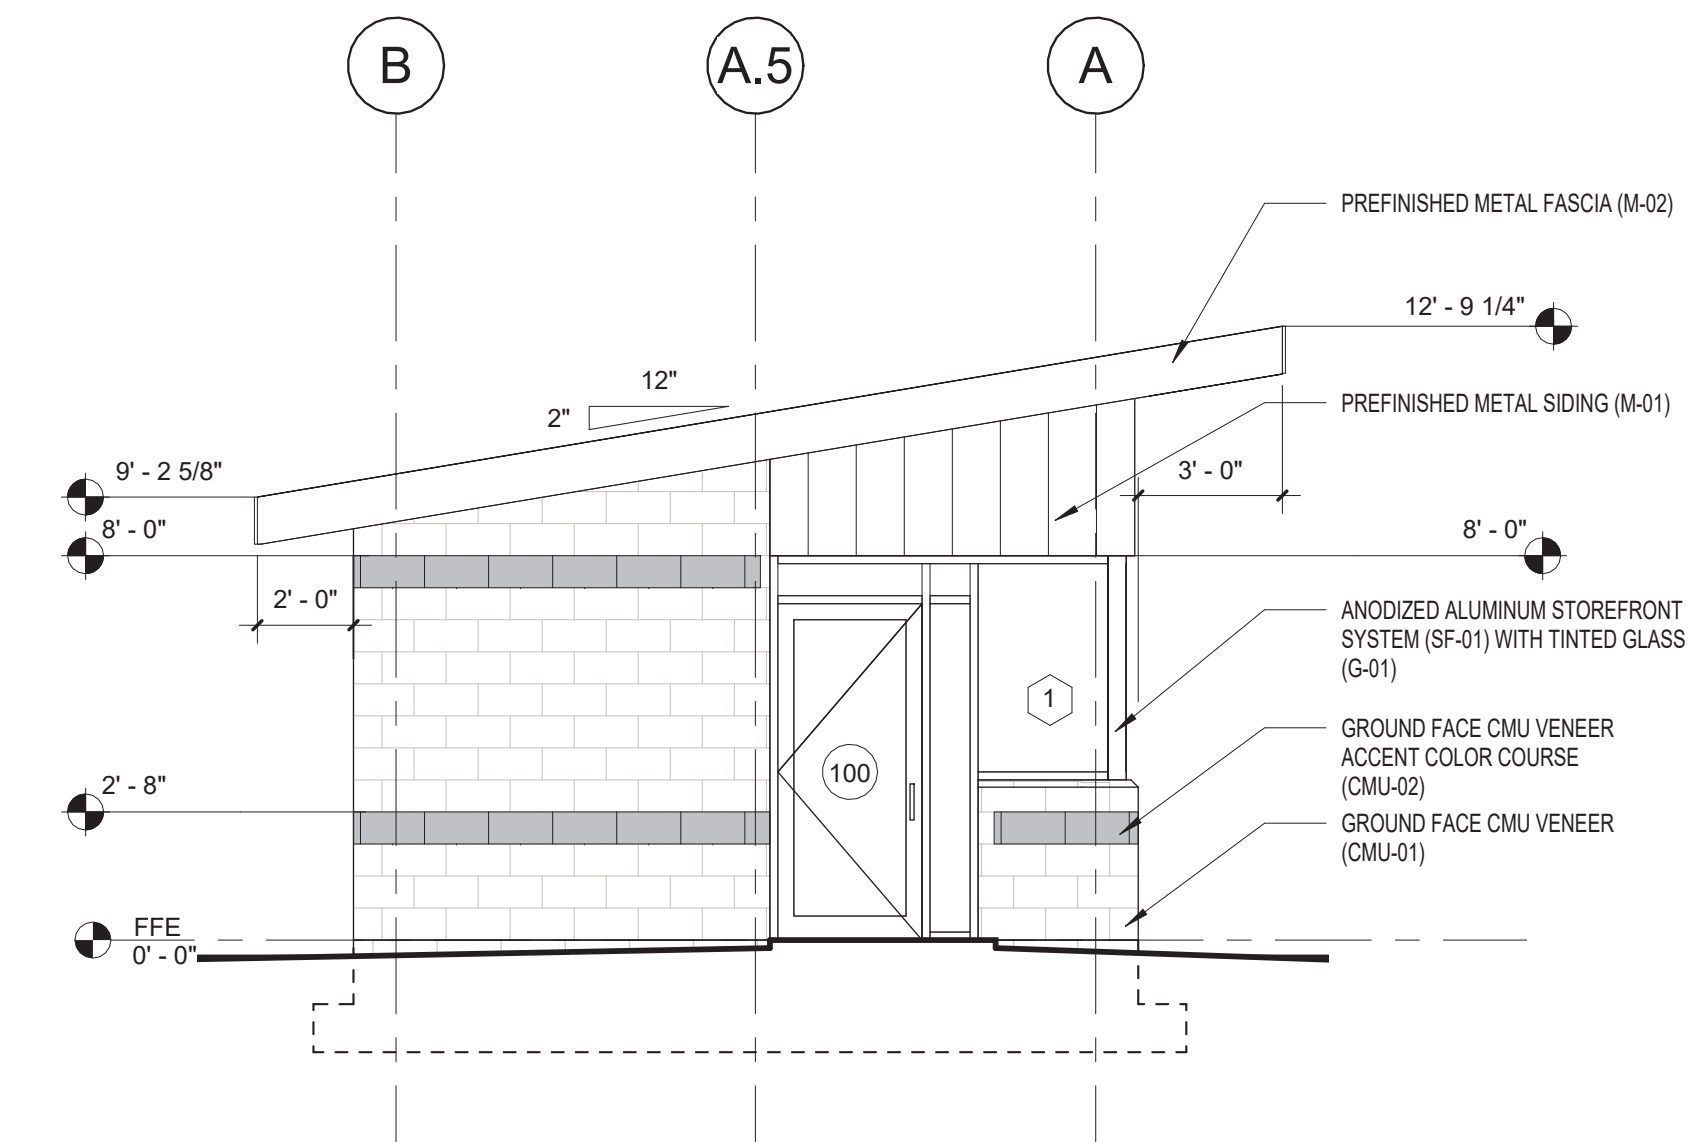 B
A.5
A
PREFINISHED METAL FASCIA (M-02)
12' - 9 1/4"
12"
2"
PREFINISHED METAL SIDING (M-01)
9' - 2 5/8"
3' - 0"
8' - 0"
8' - 0"
2' - 0"
ANODIZED ALUMINUM STOREFRONT
SYSTEM (SF-01) WITH TINTED GLASS
(G-01)
1
GROUND FACE CMU VENEER
ACCENT COLOR COURSE
(CMU-02)
100
2' - 8"
GROUND FACE CMU VENEER
(CMU-01)
FFE
0' - 0"